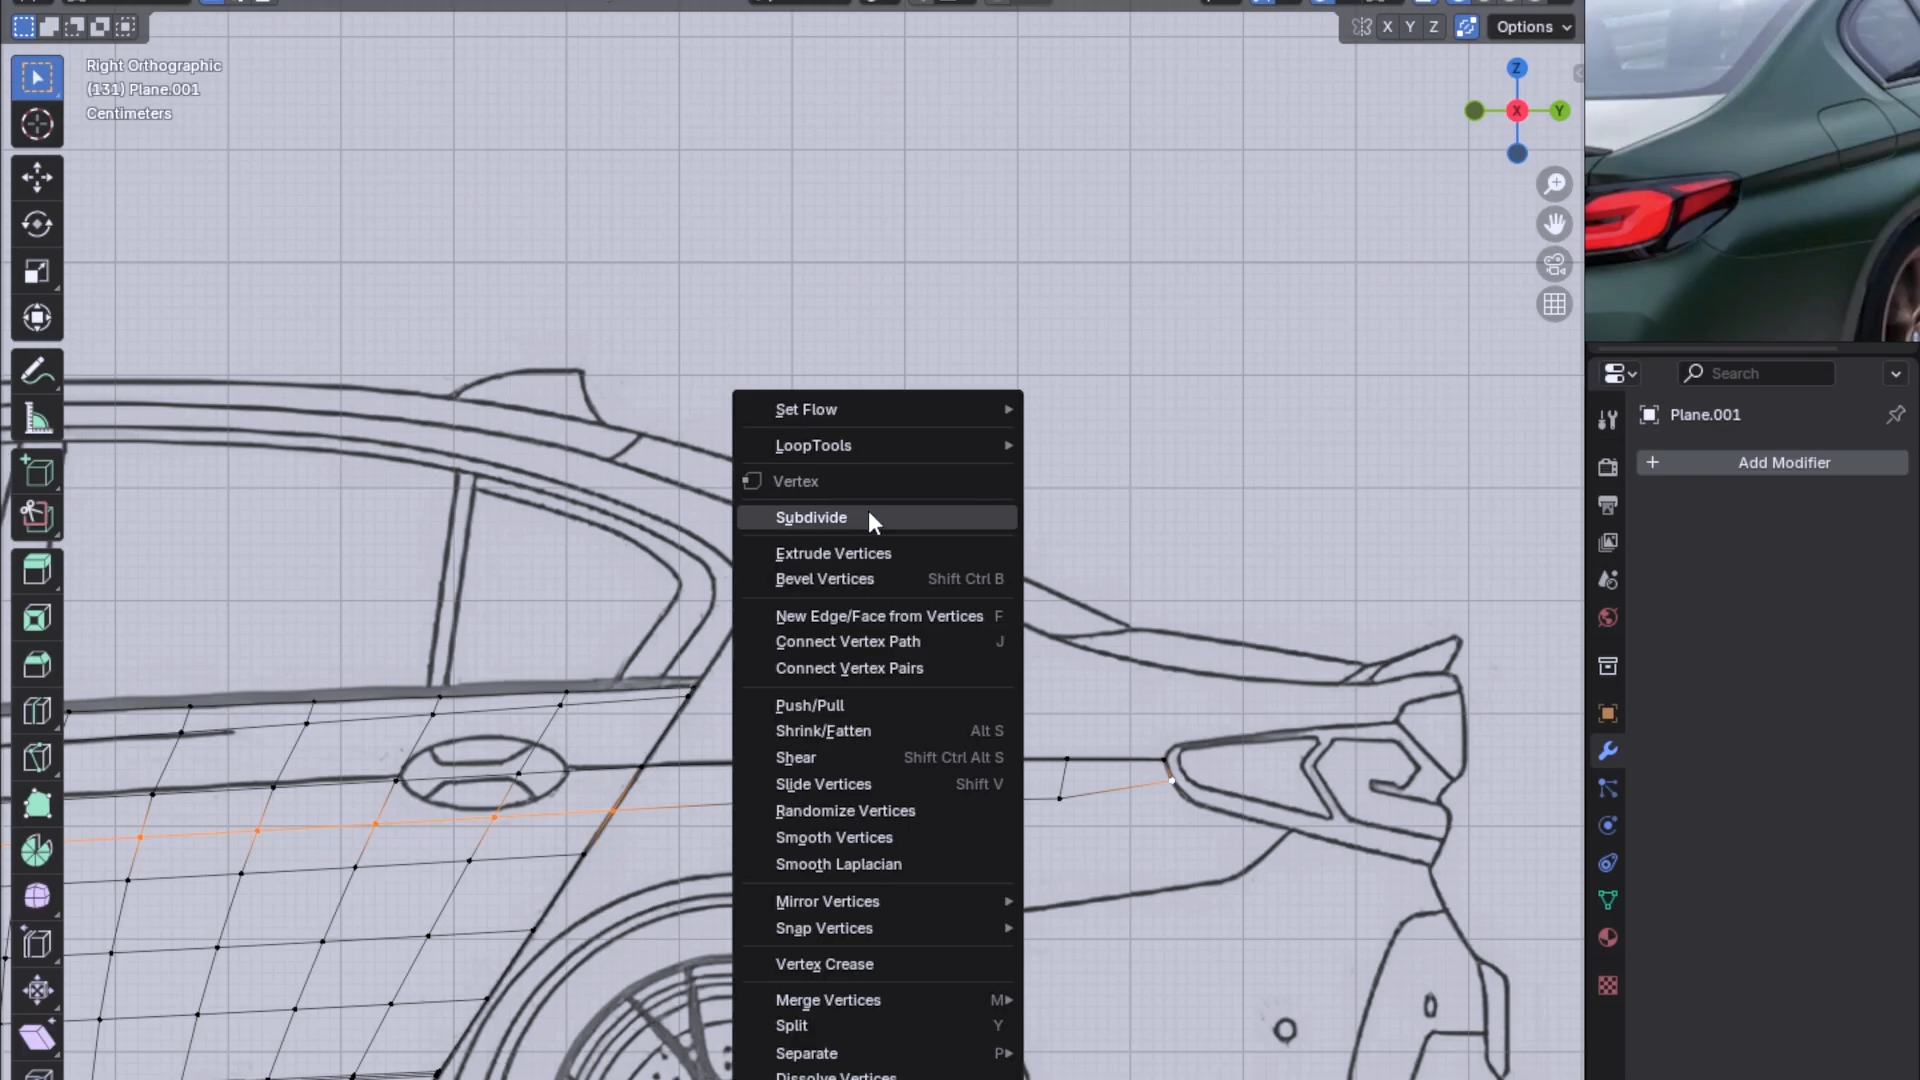 X Y Z Options
Right Orthographic
(131) Plane.001
Centimeters
Z
X
Y
Search
Plane.001
Add Modifier
Set Flow
LoopTools
Vertex
Subdivide
Extrude Vertices
Bevel Vertices Shift Ctrl B
New Edge/Face from Vertices F
Connect Vertex Path J
Connect Vertex Pairs
Push/Pull
Shrink/Fatten Alt S
Shear Shift Ctrl Alt S
Slide Vertices Shift V
Randomize Vertices
Smooth Vertices
Smooth Laplacian
Mirror Vertices
Snap Vertices
Vertex Crease
Merge Vertices M
Split Y
Separate P
Dissolve Vertices